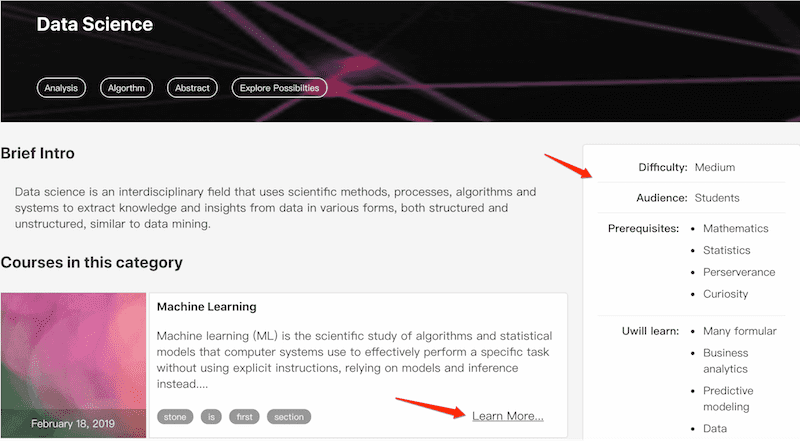 Data Science
Analysis
Algorthm
Abstract
Explore Possibiities
Brief Intro
Data science is an interdisciplinary field that uses scientific methods, processes, algorithms and
systems to extract knowledge and insights from data in various forms, both structured and
unstructured, similar to data mining.
Courses in this category
Machine Learning
Machine learning (ML) is the scientific study of algorithms and statistical
models that computer systems use to effectively perform a specific task
without using explicit instructions, relying on models and inference
instead....
February 18, 2019
stone
is
first
section
Learn More...
Difficulty: Medium
Audience: Students
Prerequisites: • Mathematics
• Statistics
• Perserverance
• Curiosity
Uwill learn: • Many formular
• Business
analytics
• Predictive
modeling
• Data